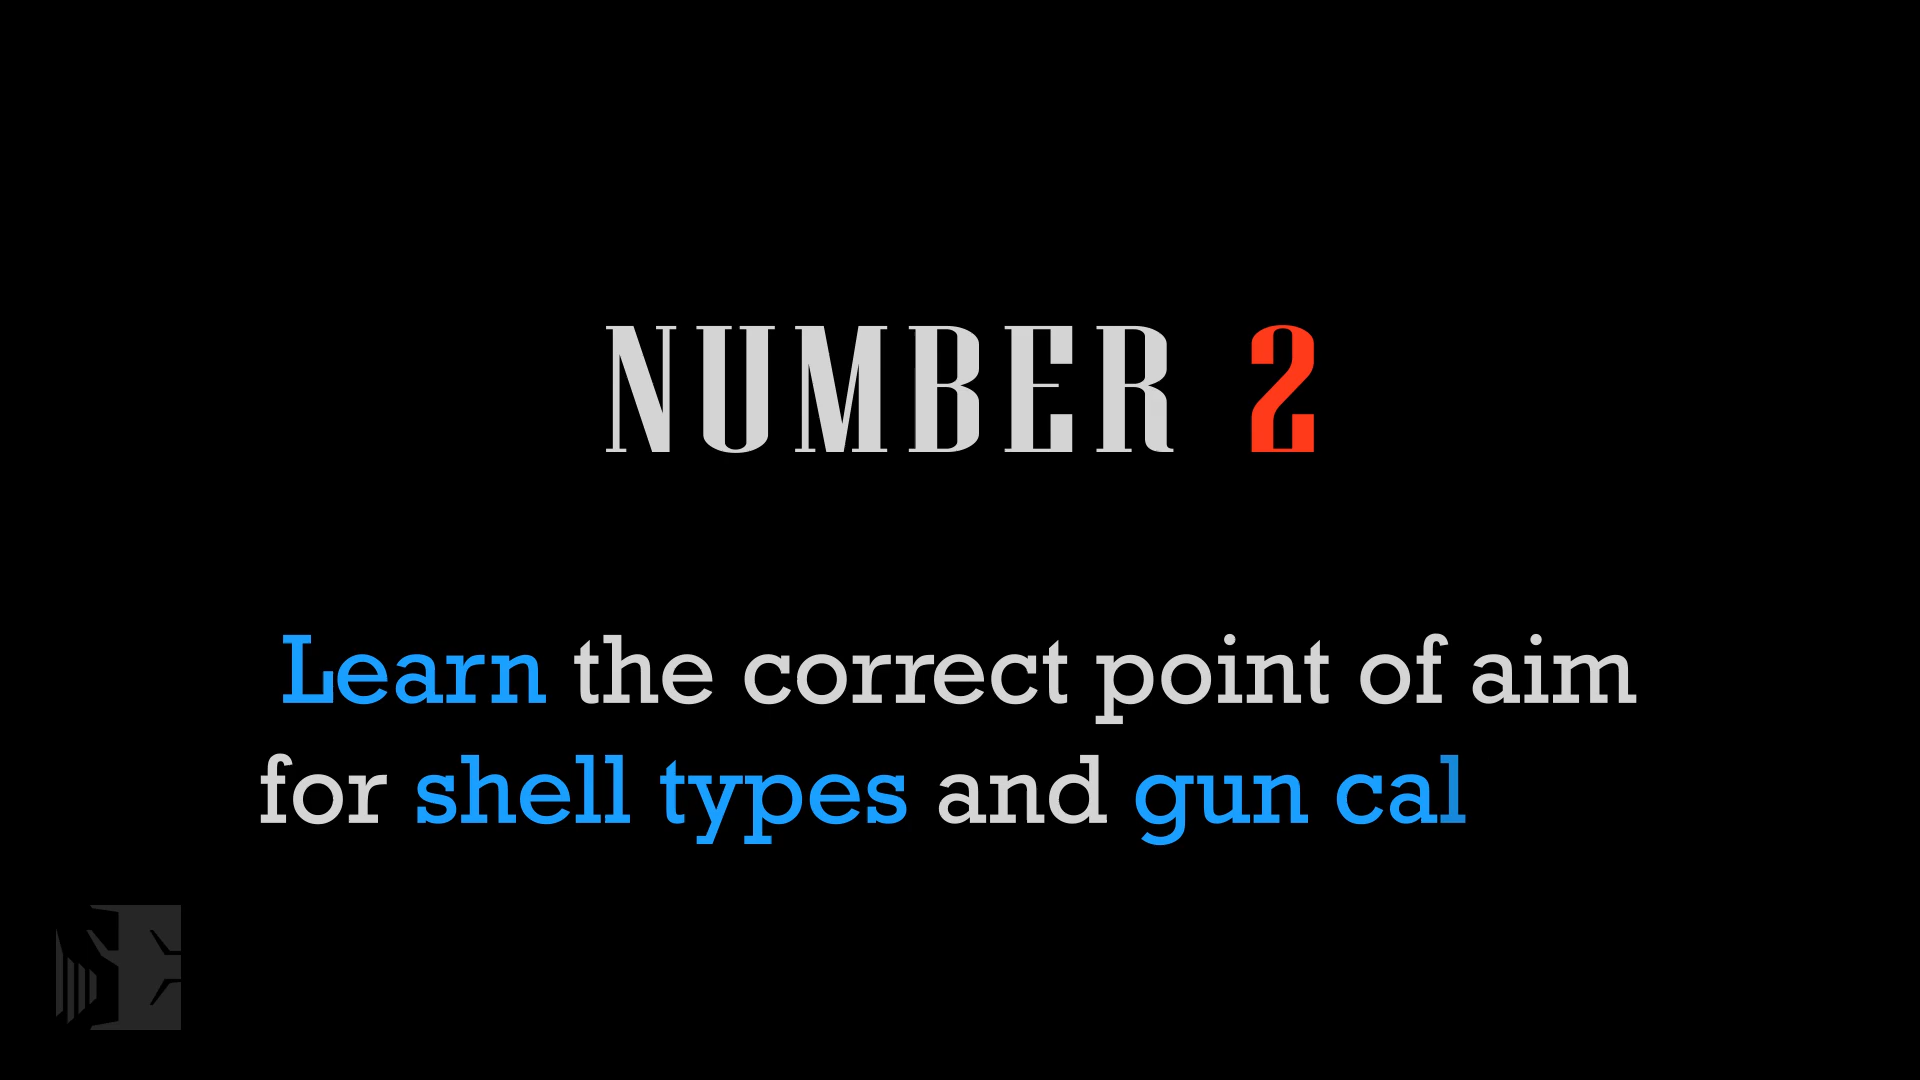 NUMBER 2
Learn the correct point of aim
for shell types and gun cal